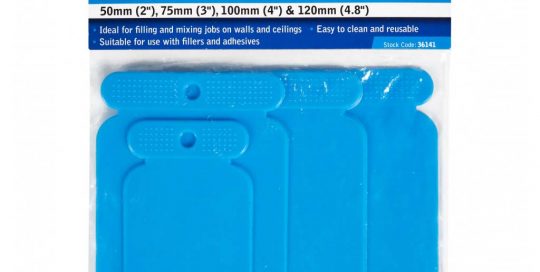 50mm (2"), 75mm (3"), 100mm (4") & 120mm (4.8")
• Ideal for filling and mixing jobs on walls and ceilings • Easy to clean and reusable
• Suitable for use with fillers and adhesives
Stock Code: 36141